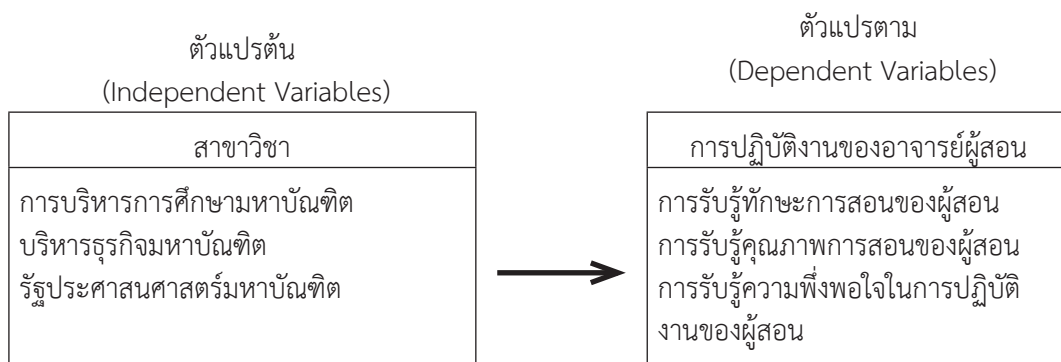 ตัวแปรต้น
(Independent Variables)
สาขาวิชา
การบริหารการศึกษามหาบัณฑิต
บริหารธุรกิจมหาบัณฑิต
รัฐประศาสนศาสตร์มหาบัณฑิต
ตัวแปรตาม
(Dependent Variables)
การปฏิบัติงานของอาจารย์ผู้สอน
การรับรู้ทักษะการสอนของผู้สอน
การรับรู้คุณภาพการสอนของผู้สอน
การรับรู้ความพึ่งพอใจในการปฏิบัติ
งานของผู้สอน